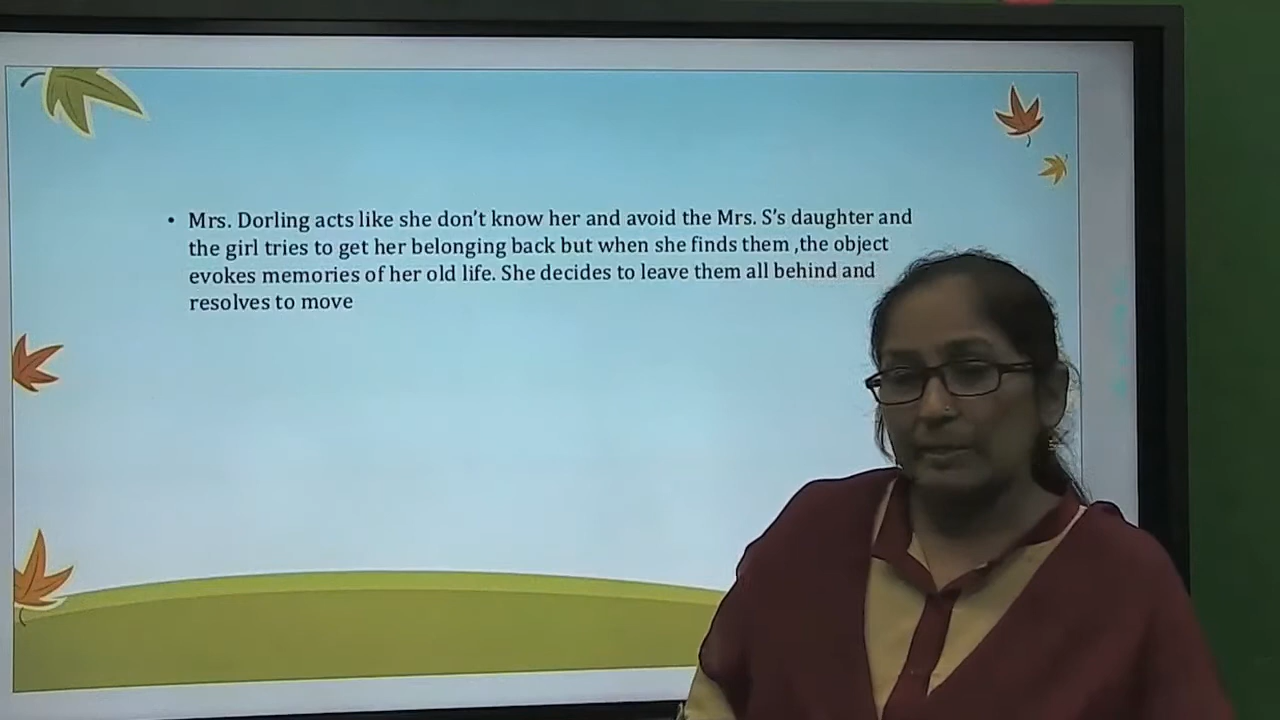 • Mrs. Dorling acts like she don't know her and avoid the Mrs. S's daughter and
the girl tries to get her belonging back but when she finds them ,the object
evokes memories of her old life. She decides to leave them all behind and
resolves to move